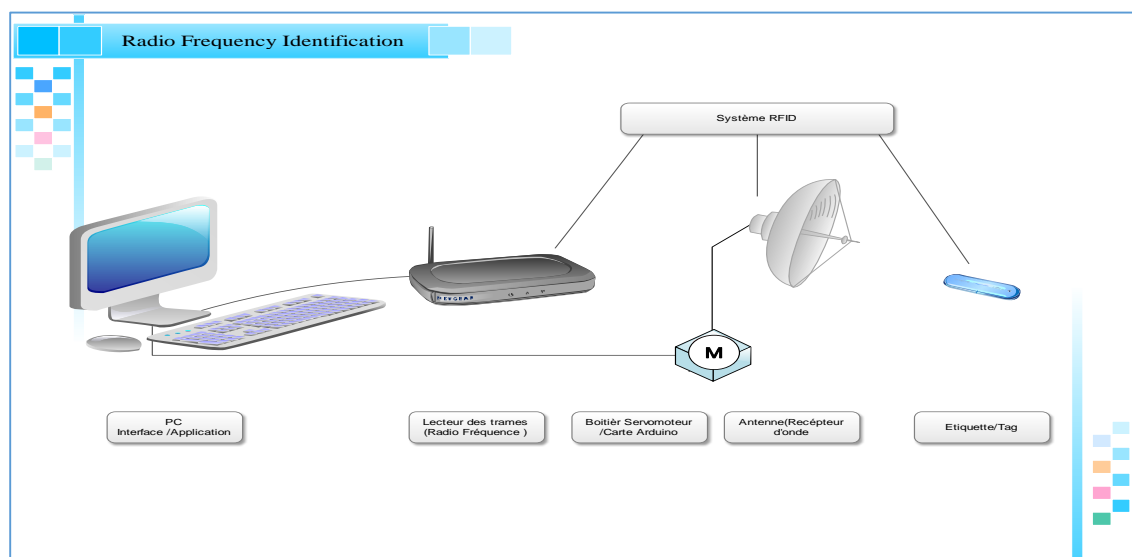 Radio Frequency Identification
Système RFID
NETGEAR
M
PC
Interface /Application
Lecteur des trames
(Radio Fréquence )
Boitièr Servomoteur
/Carte Arduino
Antenne(Recépteur
d'onde
Etiquette/Tag